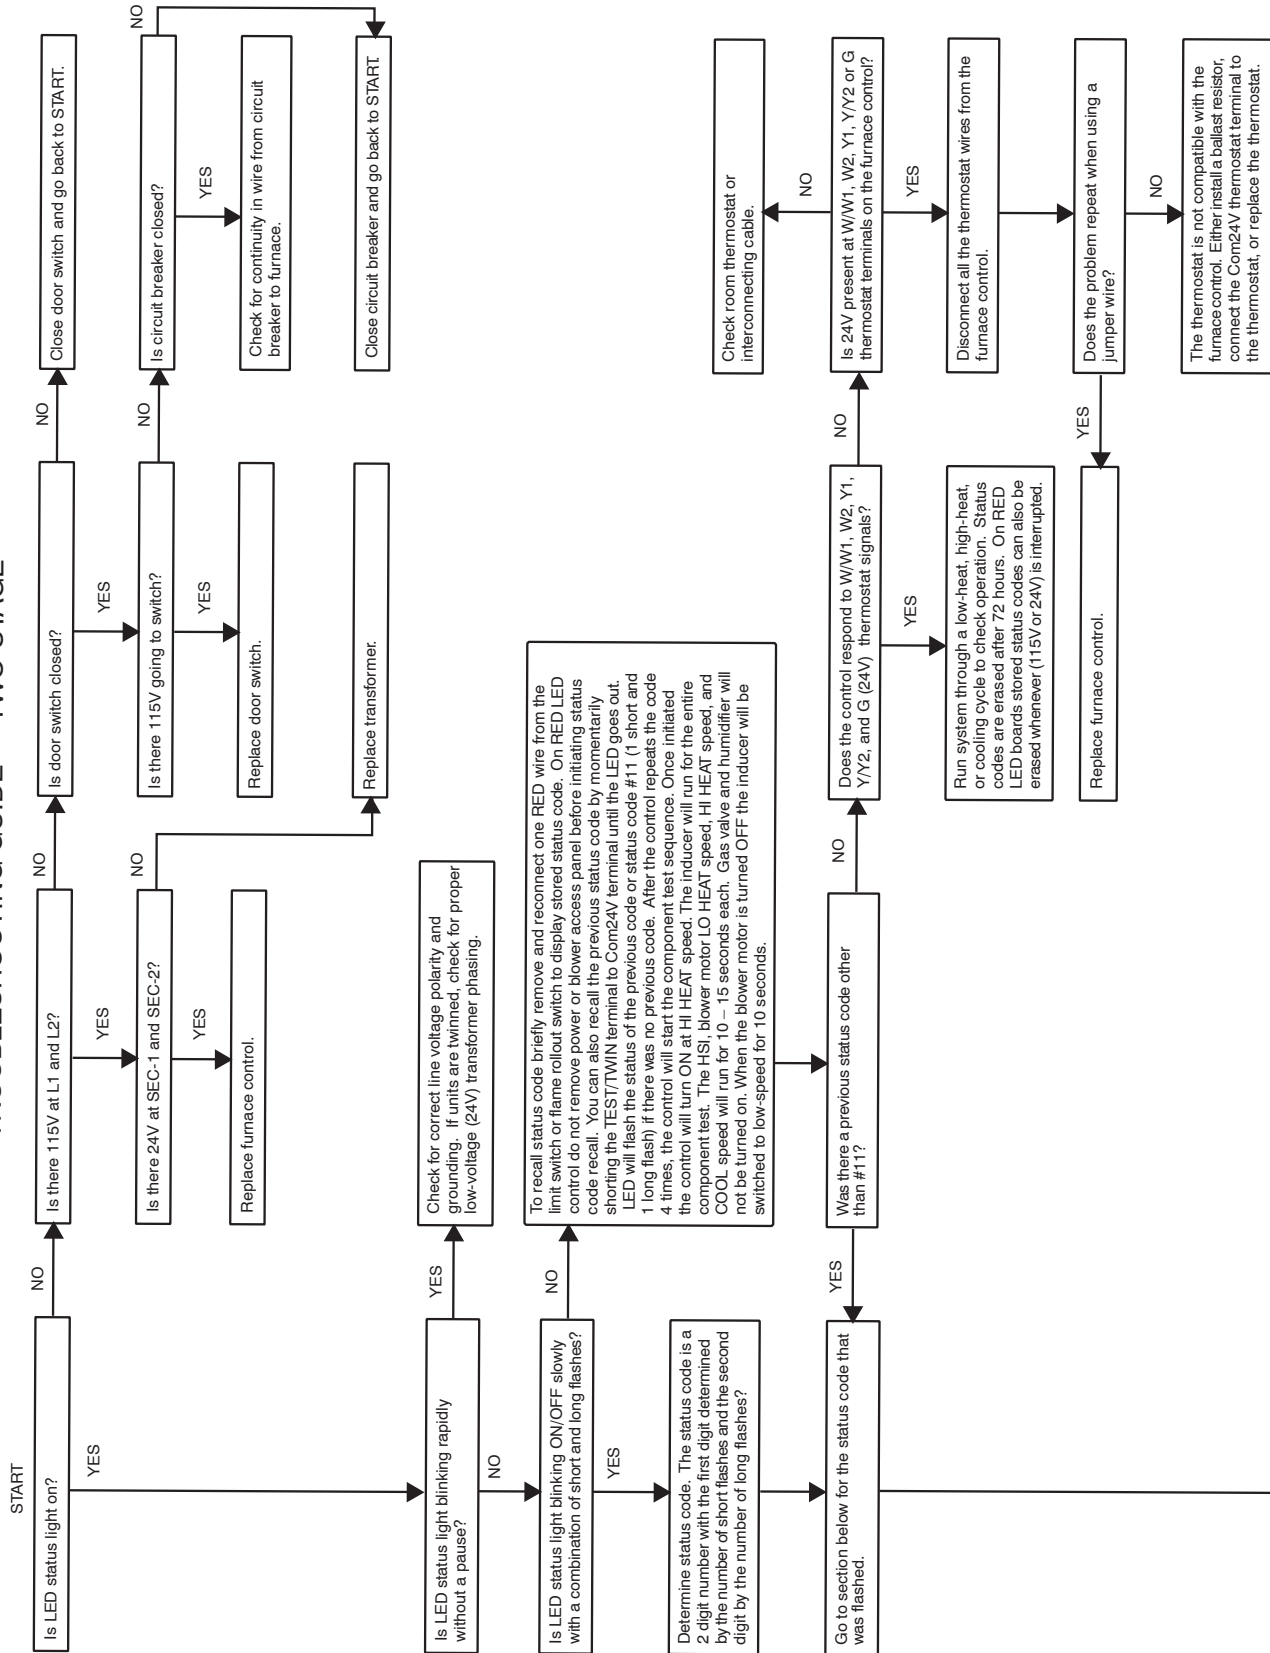 START
Is LED status light on?
NO
YES
Is there 115V at L1 and L2?
NO
YES
Is door switch closed?
NO
YES
Close door switch and go back to START.
Is there 24V at SEC-1 and SEC-2?
NO
YES
Is there 115V going to switch?
NO
YES
Is circuit breaker closed?
NO
YES
Replace furnace control.
Replace door switch.
Check for continuity in wire from circuit
breaker to furnace.
Replace transformer.
Close circuit breaker and go back to START.
Is LED status light blinking rapidly
without a pause?
YES
NO
Check for correct line voltage polarity and
grounding. If units are twinned, check for proper
low-voltage (24V) transformer phasing.
Is LED status light blinking ON/OFF slowly
with a combination of short and long flashes?
NO
YES
To recall status code briefly remove and reconnect one RED wire from the
limit switch or flame rollout switch to display stored status code. On RED LED
control do not remove power or blower access panel before initiating status
code recall. You can also recall the previous status code by momentarily
shorting the TEST/TWIN terminal to Com24V terminal until the LED goes out.
LED will flash the status of the previous code or status code #11 (1 short and
1 long flash) if there was no previous code. After the control repeats the code
4 times, the control will start the component test sequence. Once initiated
the control will turn ON at HI HEAT speed. The inducer will run for the entire
component test. The HSI, blower motor LO HEAT speed, HI HEAT speed, and
COOL speed will run for 10 – 15 seconds each. Gas valve and humidifier will
not be turned on. When the blower motor is turned OFF the inducer will be
switched to low-speed for 10 seconds.
Determine status code. The status code is a
2 digit number with the first digit determined
by the number of short flashes and the second
digit by the number of long flashes?
Go to section below for the status code that
was flashed.
YES
Was there a previous status code other
than #11?
NO
Does the control respond to W/W1, W2, Y1,
Y/Y2, and G (24V) thermostat signals?
NO
YES
Is 24V present at W/W1, W2, Y1, Y/Y2 or G
thermostat terminals on the furnace control?
NO
YES
Check room thermostat or
interconnecting cable.
Run system through a low-heat, high-heat,
or cooling cycle to check operation. Status
codes are erased after 72 hours. On RED
LED boards stored status codes can also be
erased whenever (115V or 24V) is interrupted.
Disconnect all the thermostat wires from the
furnace control.
Replace furnace control.
YES
Does the problem repeat when using a
jumper wire?
NO
The thermostat is not compatible with the
furnace control. Either install a ballast resistor,
connect the Com24V thermostat terminal to
the thermostat, or replace the thermostat.